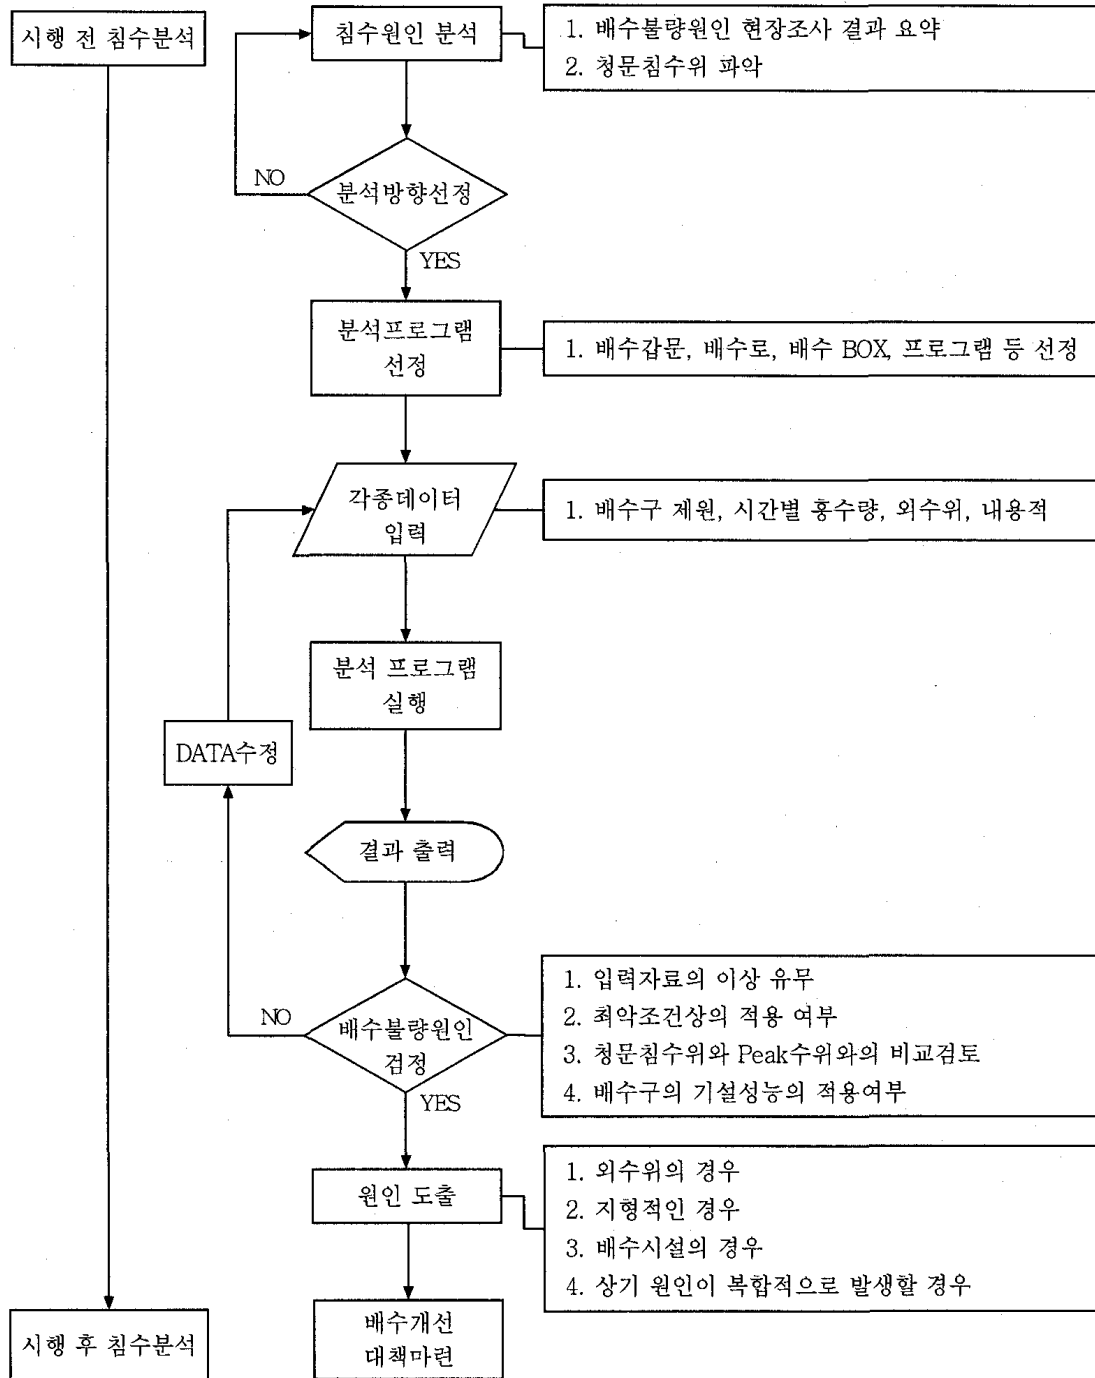 시행 전 침수분석
침수원인 분석
1. 배수불량원인 현장조사 결과 요약
2. 청문침수위 파악
NO
분석방향선정
YES
분석프로그램
선정
1. 배수갑문, 배수로, 배수 BOX, 프로그램 등 선정
각종데이터
입력
1. 배수구 제원, 시간별 홍수량, 외수위, 내용적
분석 프로그램
실행
DATA수정
결과 출력
NO
배수불량원인
검정
YES
1. 입력자료의 이상 유무
2. 최악조건상의 적용 여부
3. 청문침수위와 Peak수위와의 비교검토
4. 배수구의 기설성능의 적용여부
원인 도출
1. 외수위의 경우
2. 지형적인 경우
3. 배수시설의 경우
4. 상기 원인이 복합적으로 발생할 경우
시행 후 침수분석
배수개선
대책마련